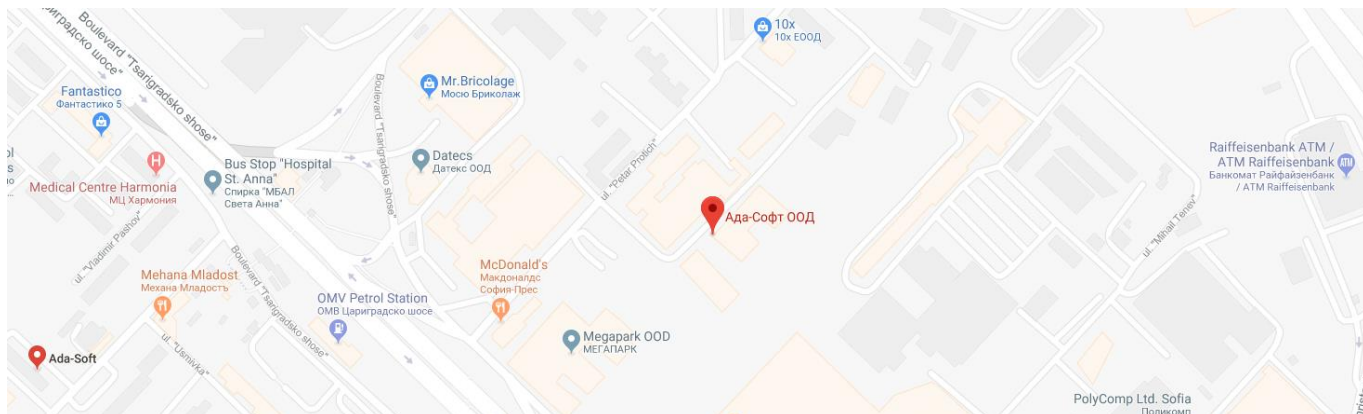 Boulevard "Tsarigradsko shose"
Fantastico
Фантастико 5
Medical Centre Harmonia
МЦ Хармония
Bus Stop "Hospital
St. Anna"
Спирка "МБАЛ
Света Анна"
ul. "Vladimir Pashov"
Mehana Mladost
Механа Младостъ
ul. "Usmivka"
Ada-Soft
Boulevard "Tsarigradsko shose"
OMV Petrol Station
ОМВ Цариградско шосе
Boulevard "Tsarigradsko shose"
Mr.Bricolage
Мосю Бриколаж
Datecs
Датекс ООД
McDonald's
Макдоналдс
София-Прес
Megapark OOD
МЕГАПАРК
ul. "Petar Protich"
10x
10x ЕООД
Ада-Софт ООД
ul. "Mihail Tenev"
Raiffeisenbank ATM /
ATM Raiffeisenbank
Банкомат Райфайзенбанк
/ ATM Raiffeisenbank
PolyComp Ltd. Sofia